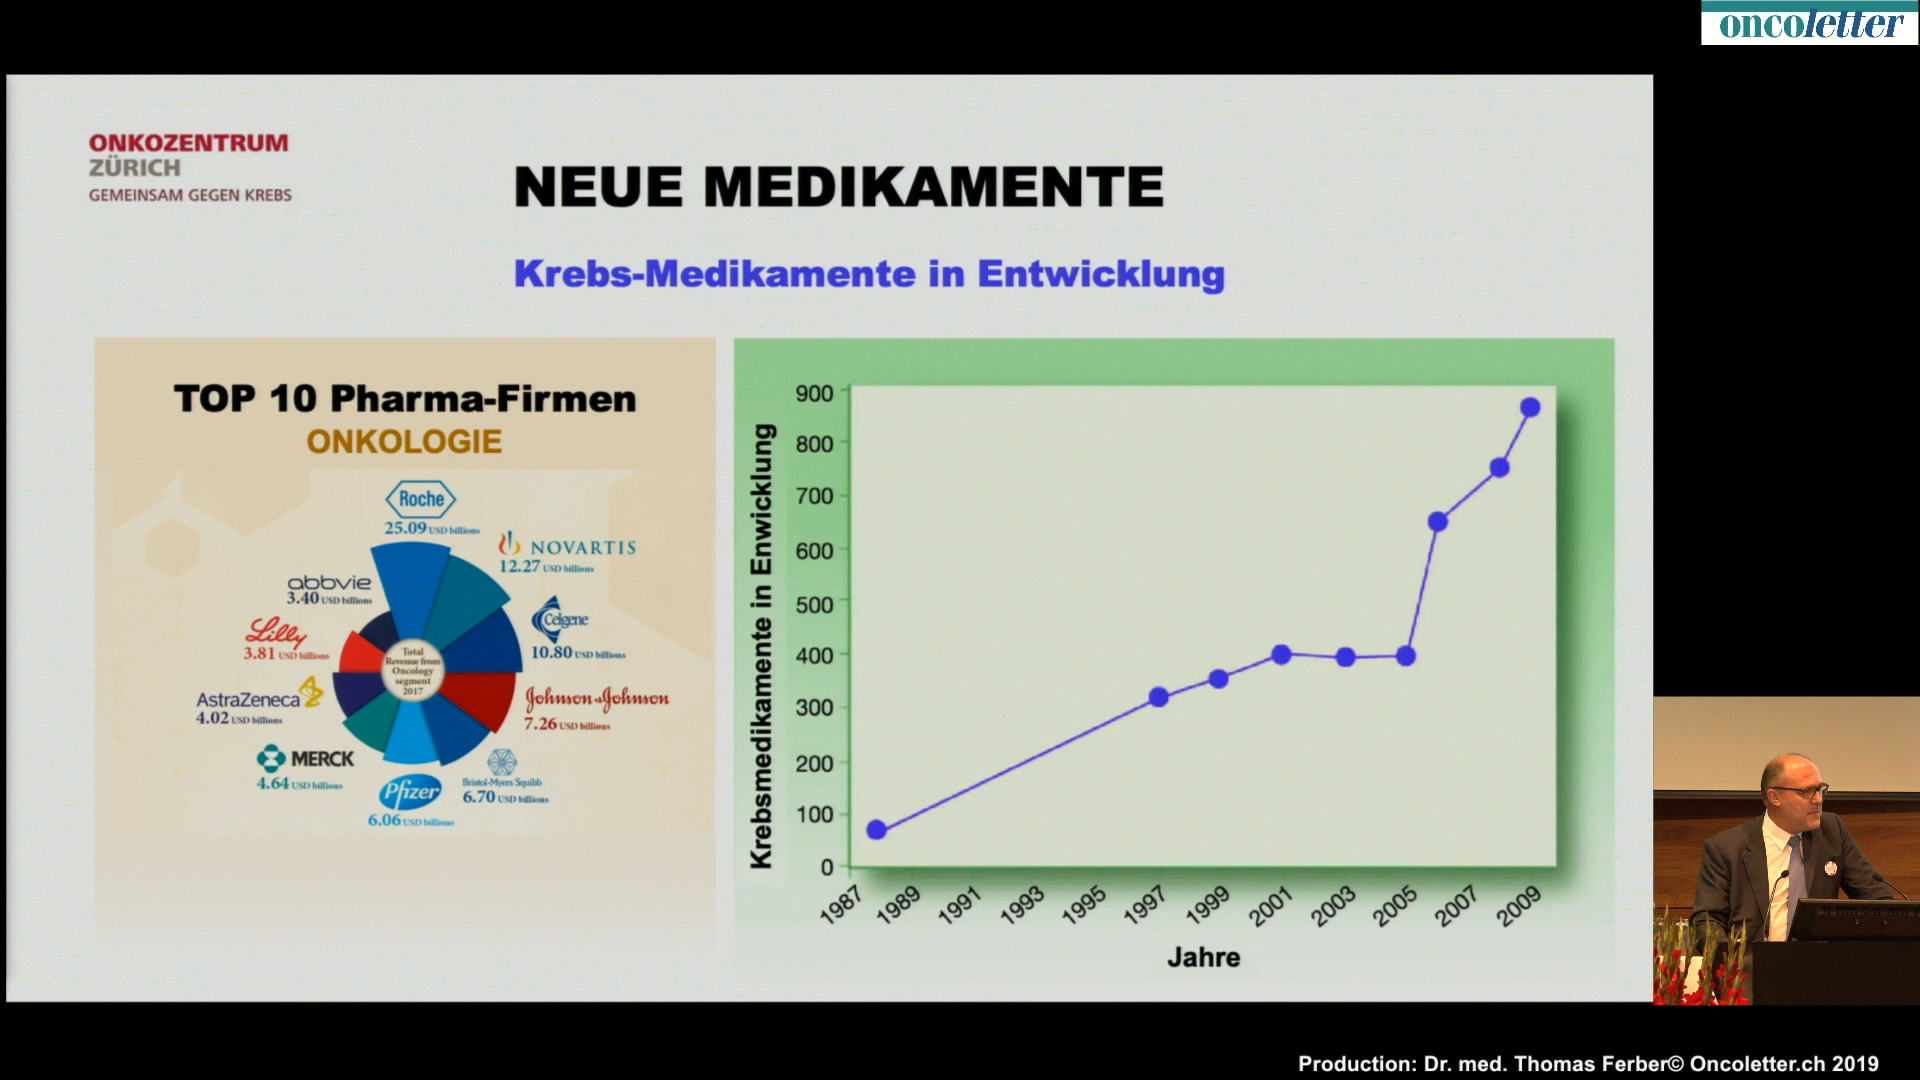 oncoletter
ONKOZENTRUM
ZÜRICH
GEMEINSAM GEGEN KREBS
NEUE MEDIKAMENTE
Krebs-Medikamente in Entwicklung
TOP 10 Pharma-Firmen
ONKOLOGIE
Roche
25.09 USD billions
NOVARTIS
12.27 USD billions
Celgene
10.80 USD billions
Johnson & Johnson
7.26 USD billions
Bristol-Myers Squibb
6.70 USD billions
Pfizer
6.06 USD billions
MERCK
4.64 USD billions
AstraZeneca
4.02 USD billions
Lilly
3.81 USD billions
abbvie
3.40 USD billions
Total
Revenue from
Oncology
segment
2017
Krebsmedikamente in Enwicklung
900
800
700
600
500
400
300
200
100
0
1987 1989 1991 1993 1995 1997 1999 2001 2003 2005 2007 2009
Jahre
Production: Dr. med. Thomas Ferber© Oncoletter.ch 2019